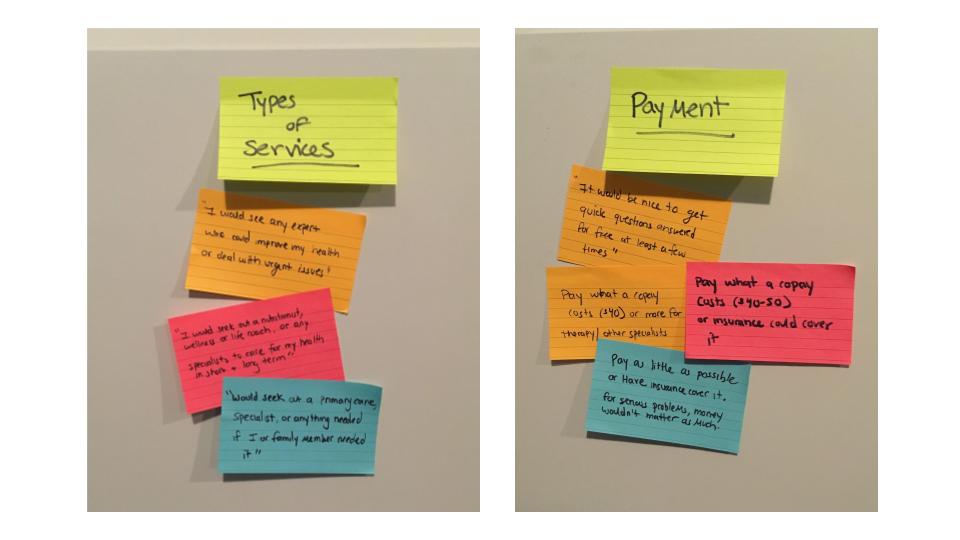 Types
of
Services
"I would see any expert
who could improve my health
or deal with urgent issues"
"I would seek out a nutritionist,
wellness or life coach, or any
specialists to care for my health
in short + long term"
"Would seek out a primary care,
specialist, or anything needed
if I or family member needed
it"
Payment
"It would be nice to get
quick questions answered
for free at least a few
times"
Pay what a copay
costs ($40) or more for
therapy/other specialists
Pay what a copay
costs ($40-50)
or insurance could cover
it
Pay as little as possible
or Have insurance cover it.
For serious problems, money
wouldn't matter as much.